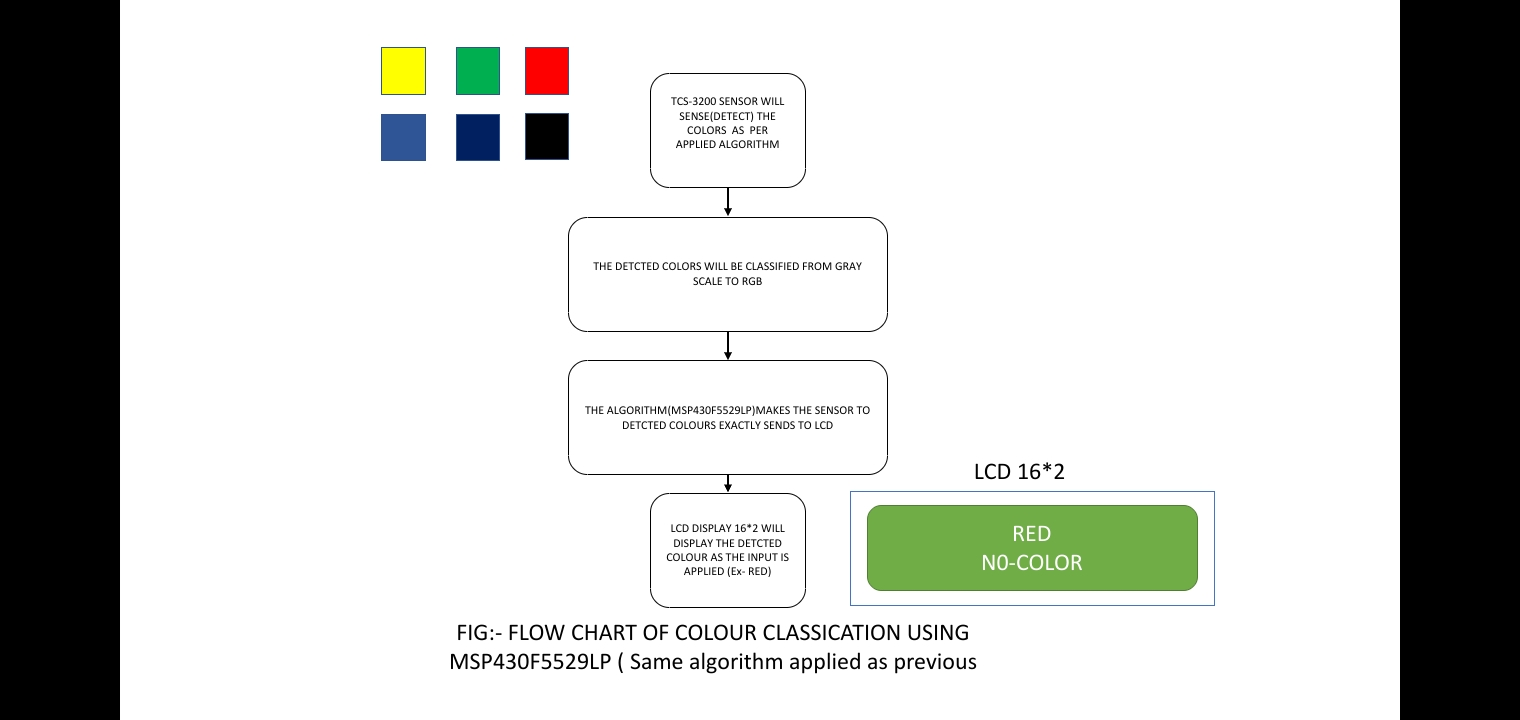 TCS-3200 SENSOR WILL
SENSE(DETECT) THE
COLORS AS PER
APPLIED ALGORITHM
THE DETCTED COLORS WILL BE CLASSIFIED FROM GRAY
SCALE TO RGB
THE ALGORITHM(MSP430F5529LP)MAKES THE SENSOR TO
DETCTED COLOURS EXACTLY SENDS TO LCD
LCD 16*2
RED
N0-COLOR
LCD DISPLAY 16*2 WILL
DISPLAY THE DETCTED
COLOUR AS THE INPUT IS
APPLIED (Ex- RED)
FIG:- FLOW CHART OF COLOUR CLASSICATION USING
MSP430F5529LP ( Same algorithm applied as previous